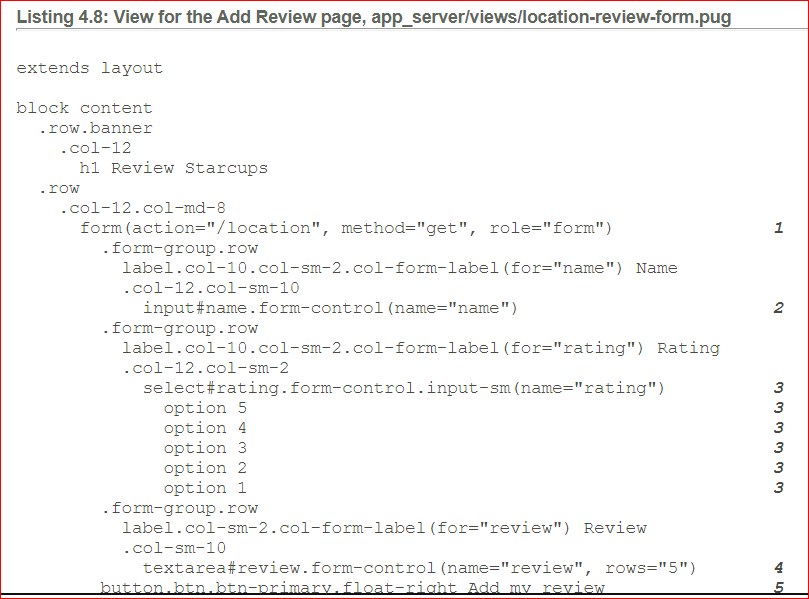 Listing 4.8: View for the Add Review page, app_server/views/location-review-form.pug
extends layout
block content
  .row.banner
    .col-12
      h1 Review Starcups
  .row
    .col-12.col-md-8
      form(action="/location", method="get", role="form") 1
        .form-group.row
          label.col-10.col-sm-2.col-form-label(for="name") Name
          .col-12.col-sm-10
            input#name.form-control(name="name") 2
        .form-group.row
          label.col-10.col-sm-2.col-form-label(for="rating") Rating
          .col-12.col-sm-2
            select#rating.form-control.input-sm(name="rating") 3
              option 5 3
              option 4 3
              option 3 3
              option 2 3
              option 1 3
        .form-group.row
          label.col-sm-2.col-form-label(for="review") Review
          .col-sm-10
            textarea#review.form-control(name="review", rows="5") 4
        button.btn.btn-primary.float-right Add my review 5